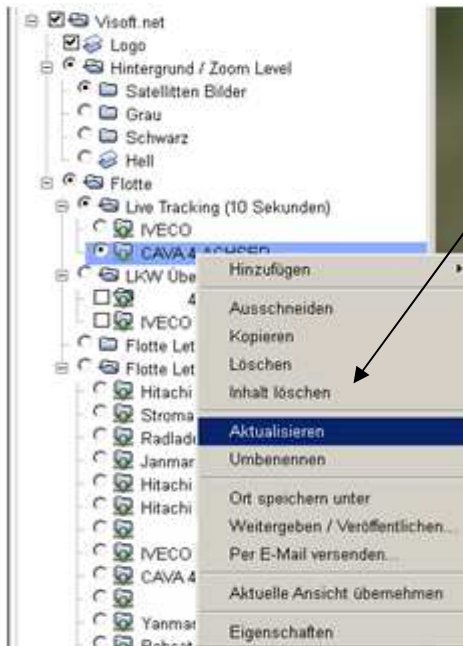 Visoft.net
Logo
Hintergrund / Zoom Level
Satellitten Bilder
Grau
Schwarz
Hell
Flotte
Live Tracking (10 Sekunden)
IVECO
CAVA 4 ACHSER
LKW Übe
4
IVECO
Flotte Let
Flotte Let
Hitachi
Stroma
Radlade
Janmar
Hitachi
Hitachi
IVECO
CAVA 4
Yanmar
Hinzufügen
Ausschneiden
Kopieren
Löschen
Inhalt löschen
Aktualisieren
Umbenennen
Ort speichern unter
Weitergeben / Veröffentlichen...
Per E-Mail versenden...
Aktuelle Ansicht übernehmen
Eigenschaften